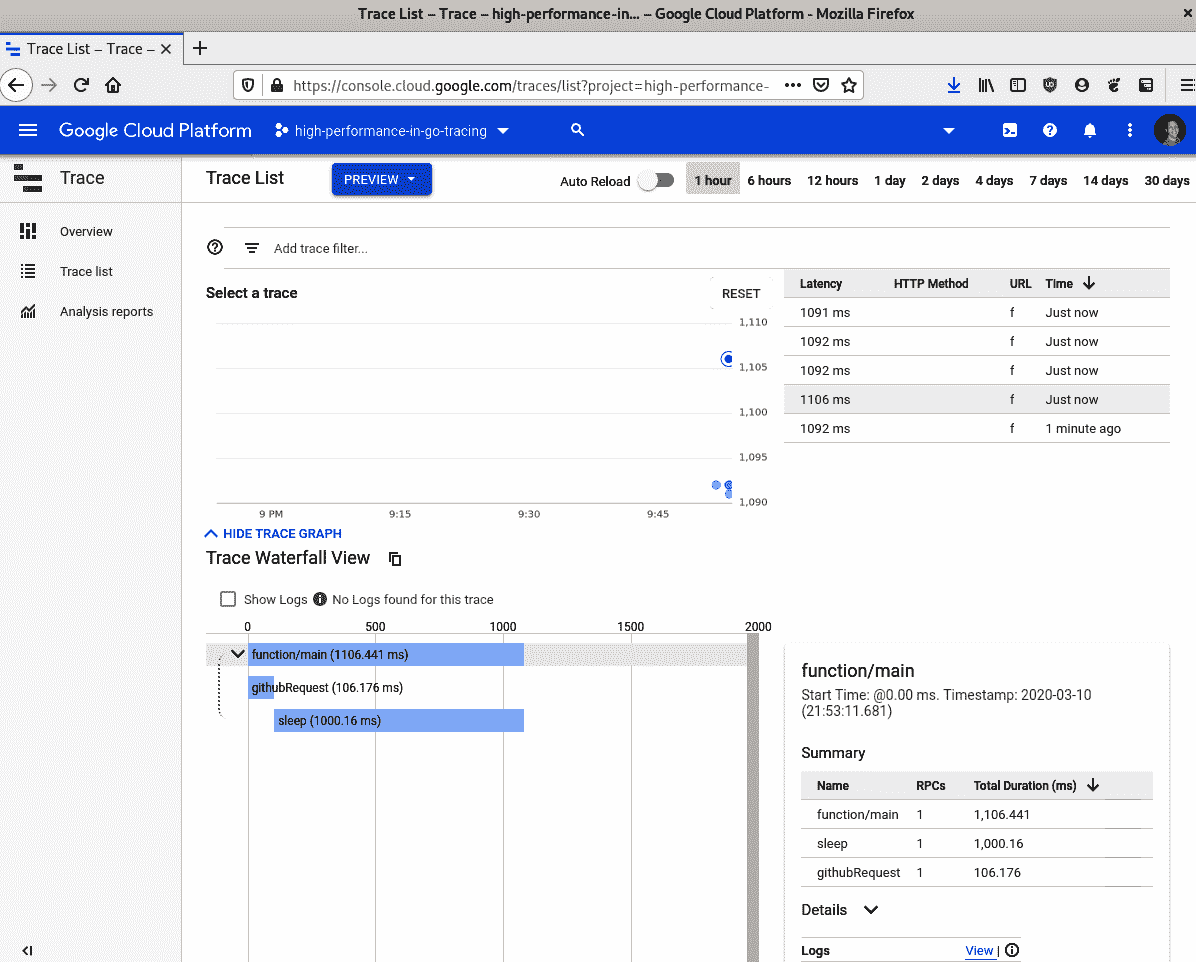 Trace List – Trace – high-performance-in... – Google Cloud Platform - Mozilla Firefox
Trace List – Trace –
https://console.cloud.google.com/traces/list?project=high-performance-
Google Cloud Platform high-performance-in-go-tracing
Trace
Trace List
PREVIEW
Auto Reload
1 hour 6 hours 12 hours 1 day 2 days 4 days 7 days 14 days 30 days
Overview
Trace list
Analysis reports
Add trace filter...
Select a trace
RESET
1,110
1,105
1,100
1,095
1,090
9 PM 9:15 9:30 9:45
Latency HTTP Method URL Time
1091 ms f Just now
1092 ms f Just now
1092 ms f Just now
1106 ms f Just now
1092 ms f 1 minute ago
HIDE TRACE GRAPH
Trace Waterfall View
Show Logs No Logs found for this trace
0 500 1000 1500 2000
function/main (1106.441 ms)
githubRequest (106.176 ms)
sleep (1000.16 ms)
function/main
Start Time: @0.00 ms. Timestamp: 2020-03-10
(21:53:11.681)
Summary
Name RPCs Total Duration (ms)
function/main 1 1,106.441
sleep 1 1,000.16
githubRequest 1 106.176
Details
Logs View |